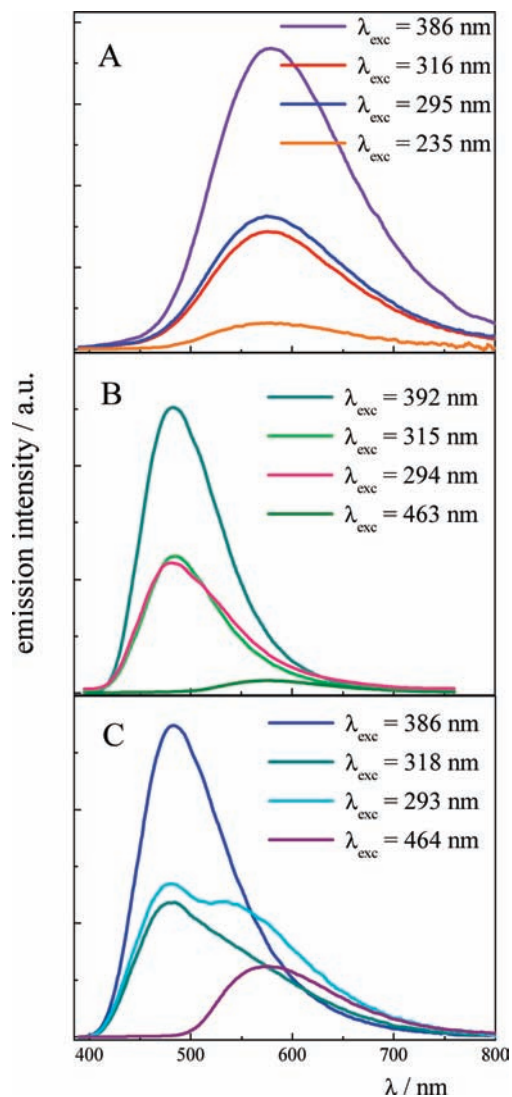 A
λexc = 386 nm
λexc = 316 nm
λexc = 295 nm
λexc = 235 nm
B
λexc = 392 nm
λexc = 315 nm
λexc = 294 nm
λexc = 463 nm
emission intensity / a.u.
C
λexc = 386 nm
λexc = 318 nm
λexc = 293 nm
λexc = 464 nm
400 500 600 700 800
λ / nm